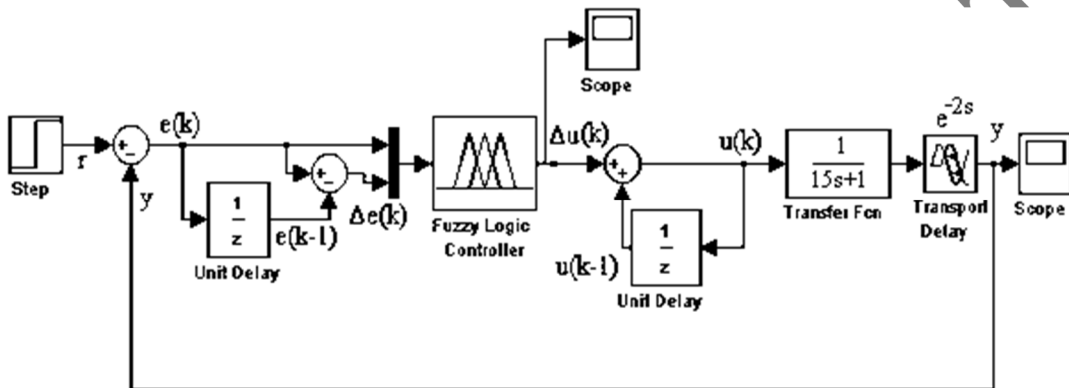 Scope
e(k)
r
Step
y
1
z
e(k-1)
Unit Delay
Δe(k)
Fuzzy Logic
Controller
Δu(k)
u(k-1)
1
z
Unit Delay
u(k)
1
15s+1
Transfer Fcn
e-2s
Transport
Delay
y
Scope